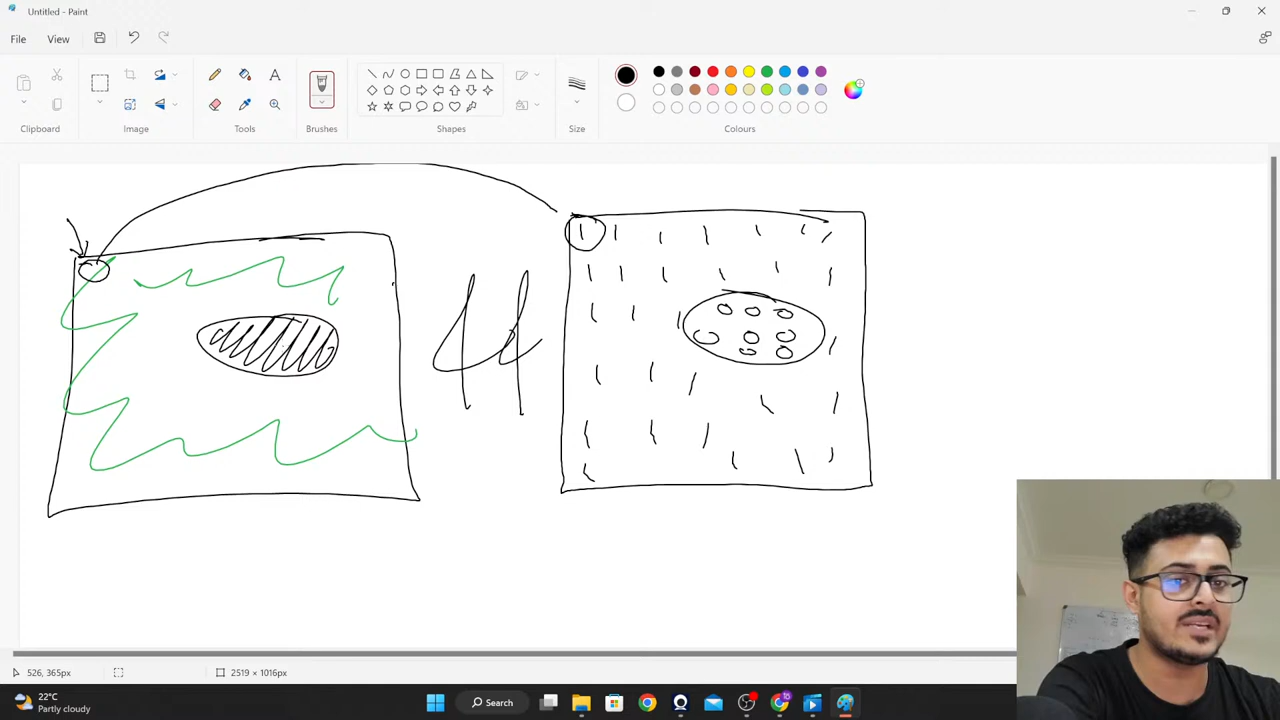 Untitled - Paint
File View
Clipboard Image Tools Brushes Shapes Size Colours
526, 365px 2519 × 1016px
22°C
Partly cloudy
Search